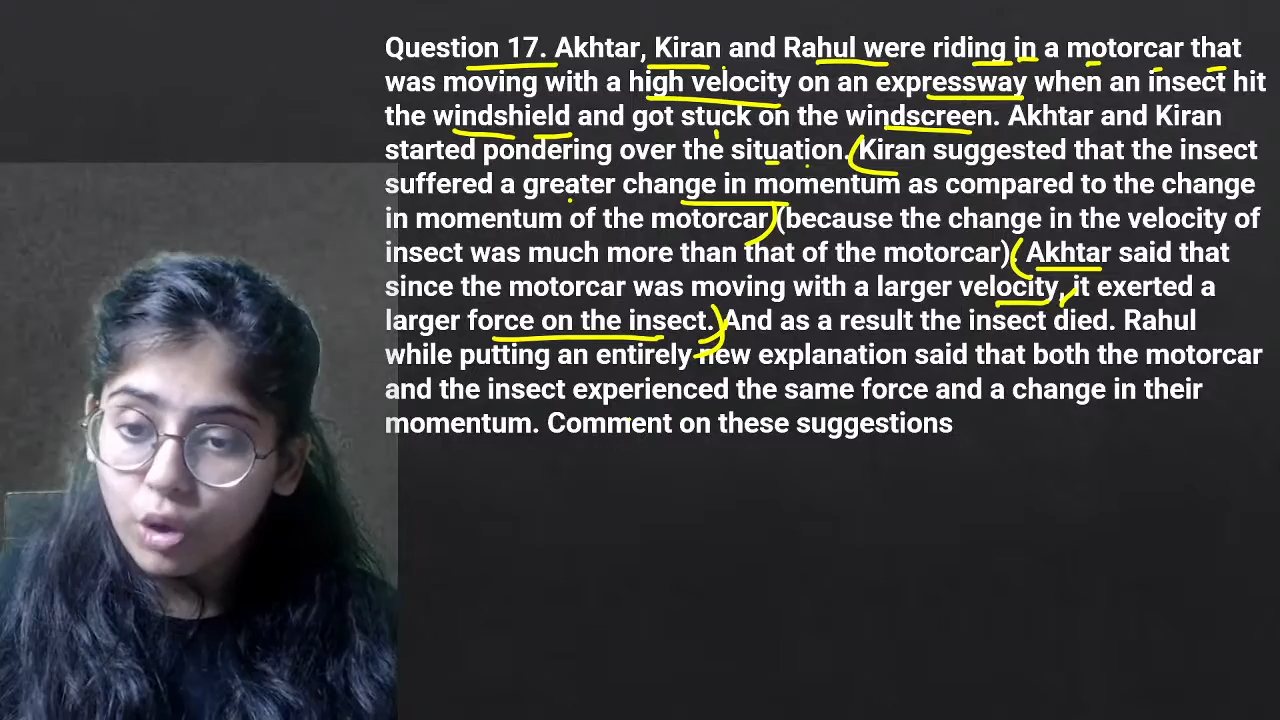 Question 17. Akhtar, Kiran and Rahul were riding in a motorcar that
was moving with a high velocity on an expressway when an insect hit
the windshield and got stuck on the windscreen. Akhtar and Kiran
started pondering over the situation. Kiran suggested that the insect
suffered a greater change in momentum as compared to the change
in momentum of the motorcar (because the change in the velocity of
insect was much more than that of the motorcar). Akhtar said that
since the motorcar was moving with a larger velocity, it exerted a
larger force on the insect. And as a result the insect died. Rahul
while putting an entirely new explanation said that both the motorcar
and the insect experienced the same force and a change in their
momentum. Comment on these suggestions